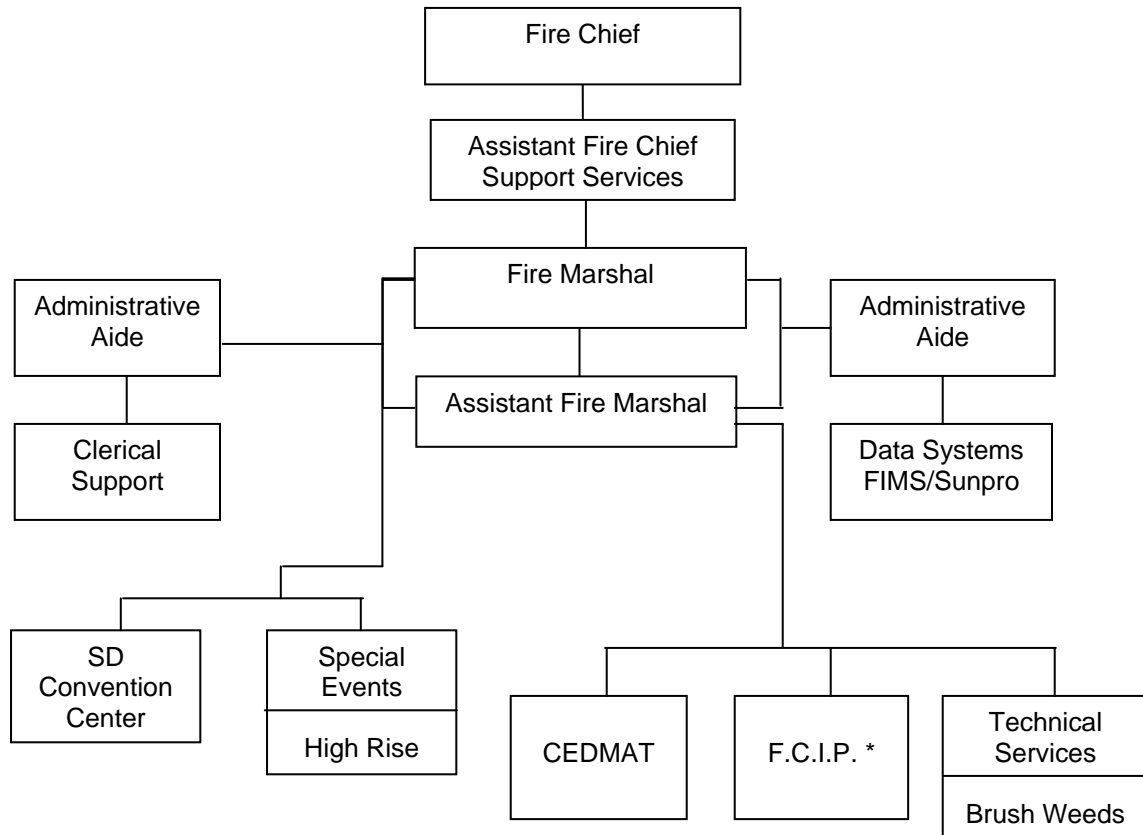 Fire Chief
Assistant Fire Chief
Support Services
Fire Marshal
Administrative
Aide
Administrative
Aide
Assistant Fire Marshal
Clerical
Support
Data Systems
FIMS/Sunpro
SD
Convention
Center
Special
Events
High Rise
CEDMAT
F.C.I.P. *
Technical
Services
Brush Weeds